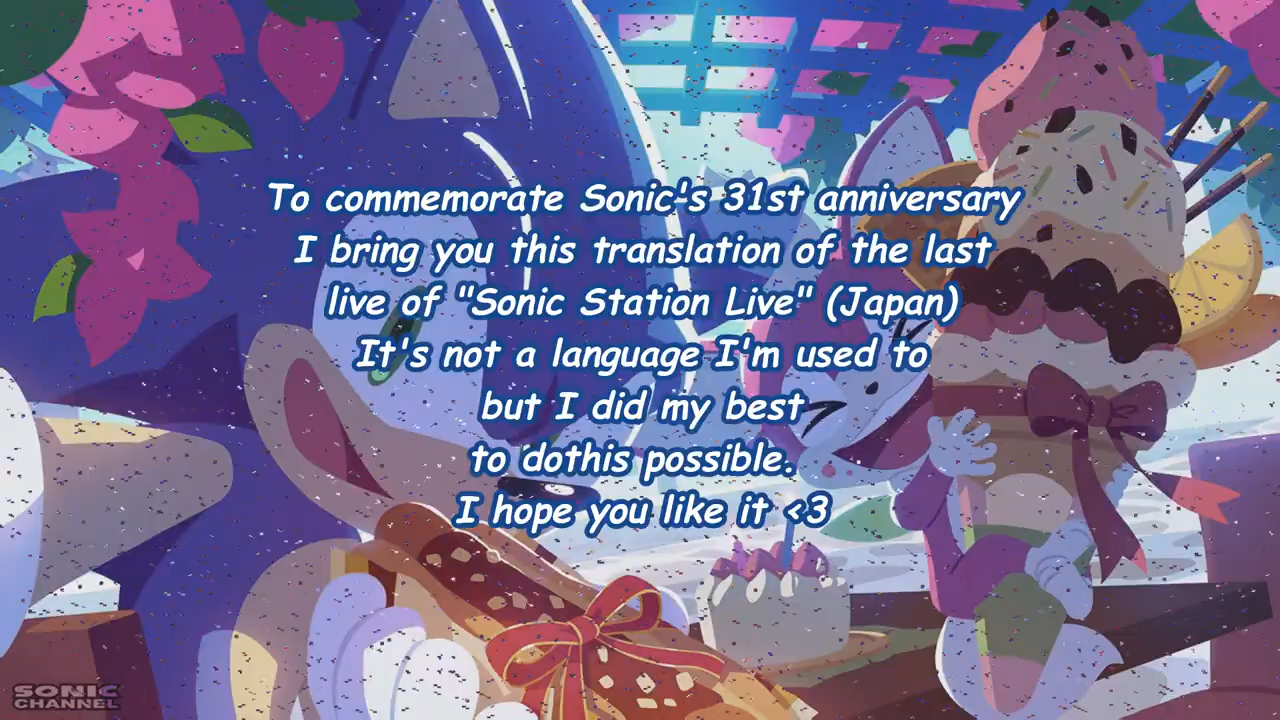 To commemorate Sonic's 31st anniversary
I bring you this translation of the last
live of "Sonic Station Live" (Japan)
It's not a language I'm used to
but I did my best
to dothis possible.
I hope you like it <3
SONIC
CHANNEL